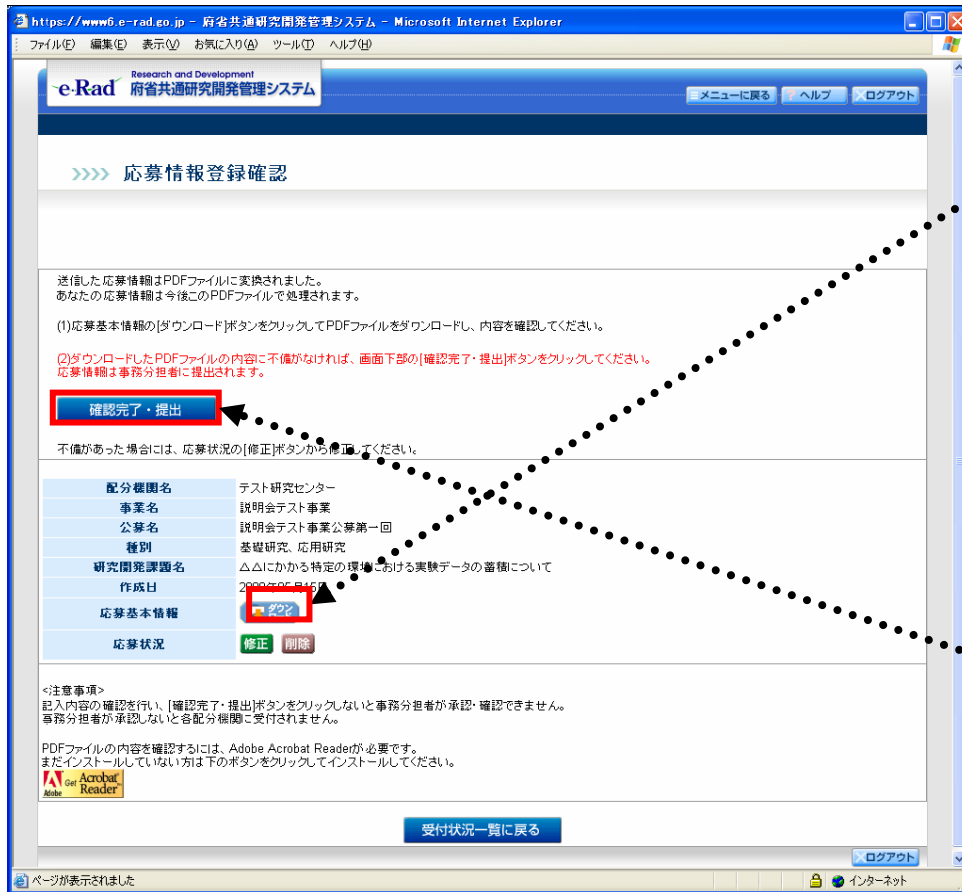 https://www6.e-rad.go.jp - 府省共通研究開発管理システム - Microsoft Internet Explorer
ファイル(F) 編集(E) 表示(V) お気に入り(A) ツール(T) ヘルプ(H)
e-Rad Research and Development 府省共通研究開発管理システム
メニューに戻る ? ヘルプ ログアウト
>>>> 応募情報登録確認
送信した応募情報はPDFファイルに変換されました。
あなたの応募情報は今後このPDFファイルで処理されます。
(1)応募基本情報の[ダウンロード]ボタンをクリックしてPDFファイルをダウンロードし、内容を確認してください。
(2)ダウンロードしたPDFファイルの内容に不備がなければ、画面下部の[確認完了・提出]ボタンをクリックしてください。
応募情報は事務分担者に提出されます。
確認完了・提出
不備があった場合には、応募状況の[修正]ボタンから修正してください。
配分機関名 テスト研究センター
事業名 説明会テスト事業
公募名 説明会テスト事業公募第一回
種別 基礎研究、応用研究
研究開発課題名 △△にかかる特定の環境における実験データの蓄積について
作成日
応募基本情報 ダウン
応募状況 修正 削除
<注意事項>
記入内容の確認を行い、[確認完了・提出]ボタンをクリックしないと事務分担者が承認・確認できません。
事務分担者が承認しないと各配分機関に受付されません。
PDFファイルの内容を確認するには、Adobe Acrobat Readerが必要です。
まだインストールしていない方は下のボタンをクリックしてインストールしてください。
Adobe Get Acrobat Reader
受付状況一覧に戻る
ログアウト
ページが表示されました インターネット